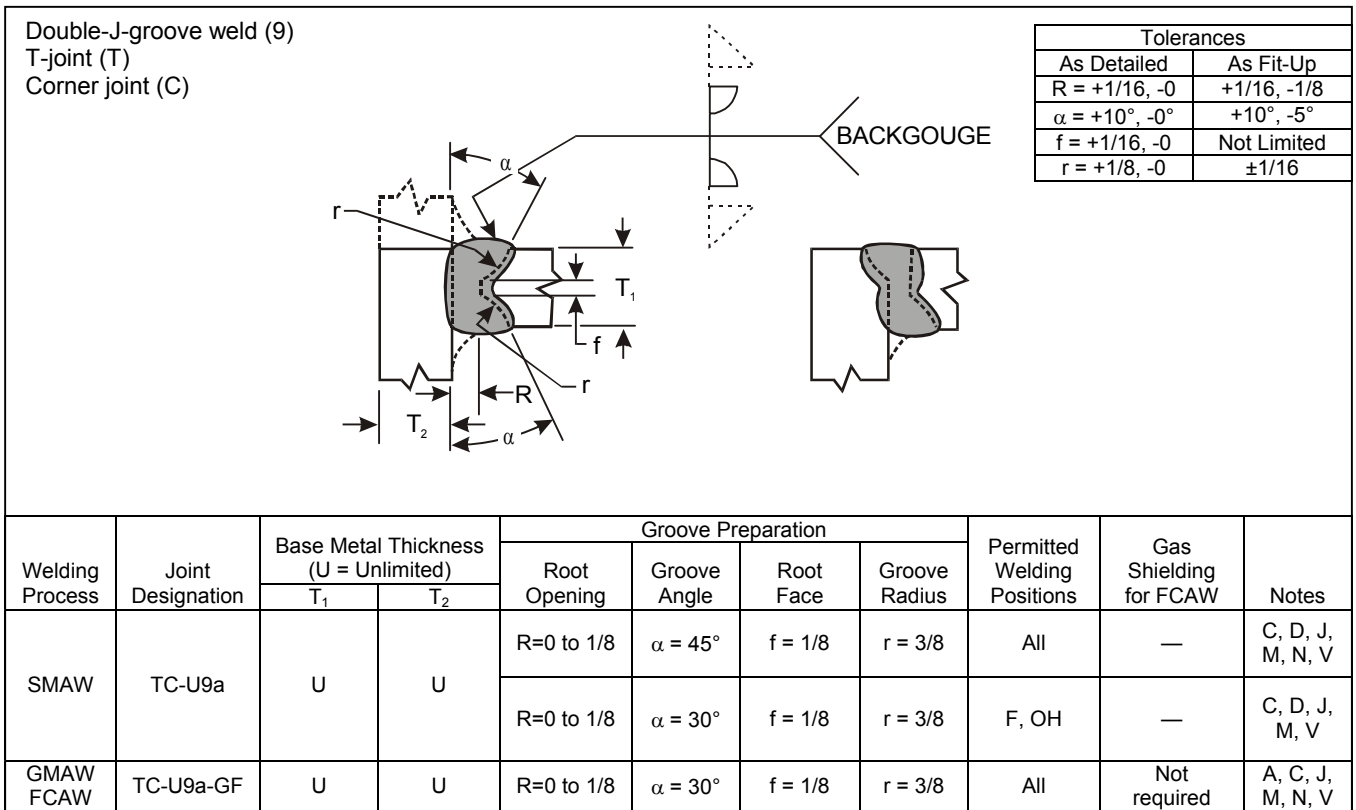 Double-J-groove weld (9)
T-joint (T)
Corner joint (C)
Tolerances
As Detailed As Fit-Up
R = +1/16, -0 +1/16, -1/8
α = +10°, -0° +10°, -5°
f = +1/16, -0 Not Limited
r = +1/8, -0 ±1/16
BACKGOUGE
α
r
T₁
f
R
r
T₂
α
Welding Process Joint Designation Base Metal Thickness (U = Unlimited) Groove Preparation Permitted Welding Positions Gas Shielding for FCAW Notes
T₁ T₂ Root Opening Groove Angle Root Face Groove Radius
SMAW TC-U9a U U R=0 to 1/8 α = 45° f = 1/8 r = 3/8 All — C, D, J, M, N, V
R=0 to 1/8 α = 30° f = 1/8 r = 3/8 F, OH — C, D, J, M, V
GMAW FCAW TC-U9a-GF U U R=0 to 1/8 α = 30° f = 1/8 r = 3/8 All Not required A, C, J, M, N, V